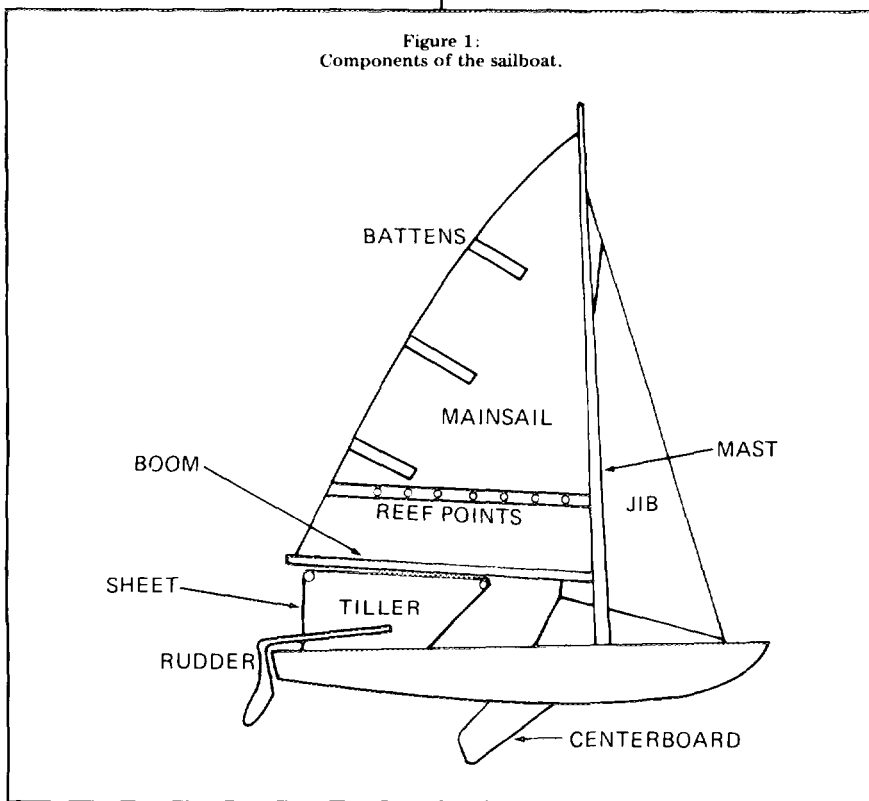 Figure 1:
Components of the sailboat.
BATTENS
MAINSAIL
BOOM
MAST
REEF POINTS
JIB
SHEET
TILLER
RUDDER
CENTERBOARD